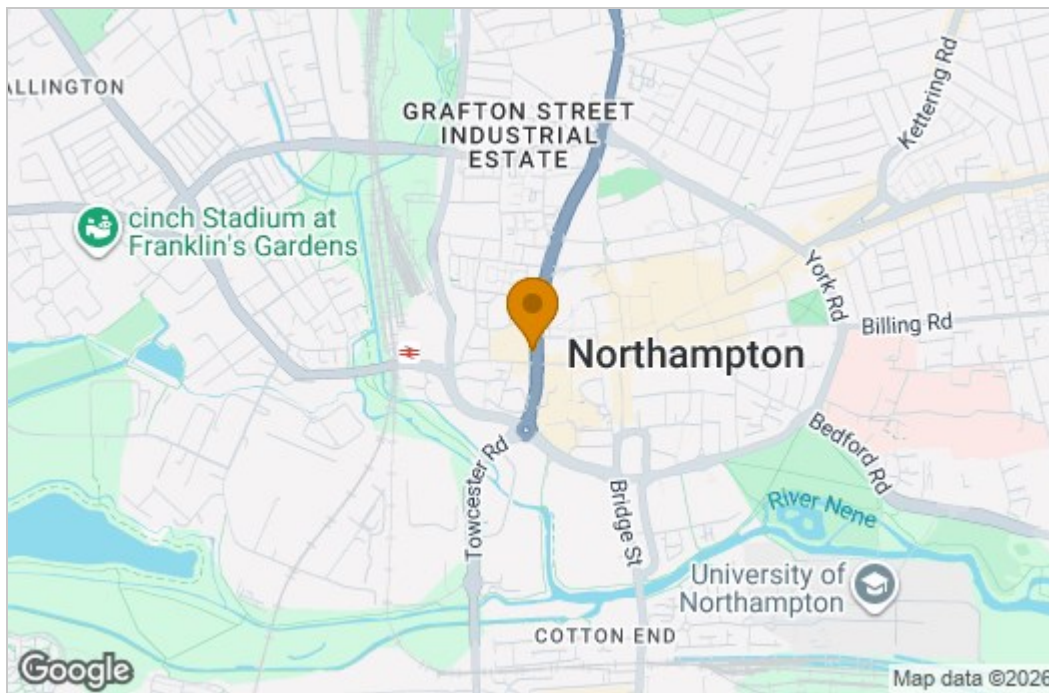 ALLINGTON
GRAFTON STREET
INDUSTRIAL
ESTATE
Kettering Rd
cinch Stadium at
Franklin's Gardens
York Rd
Billing Rd
Northampton
Towcester Rd
Bridge St
Bedford Rd
River Nene
University of
Northampton
COTTON END
Google
Map data ©2026